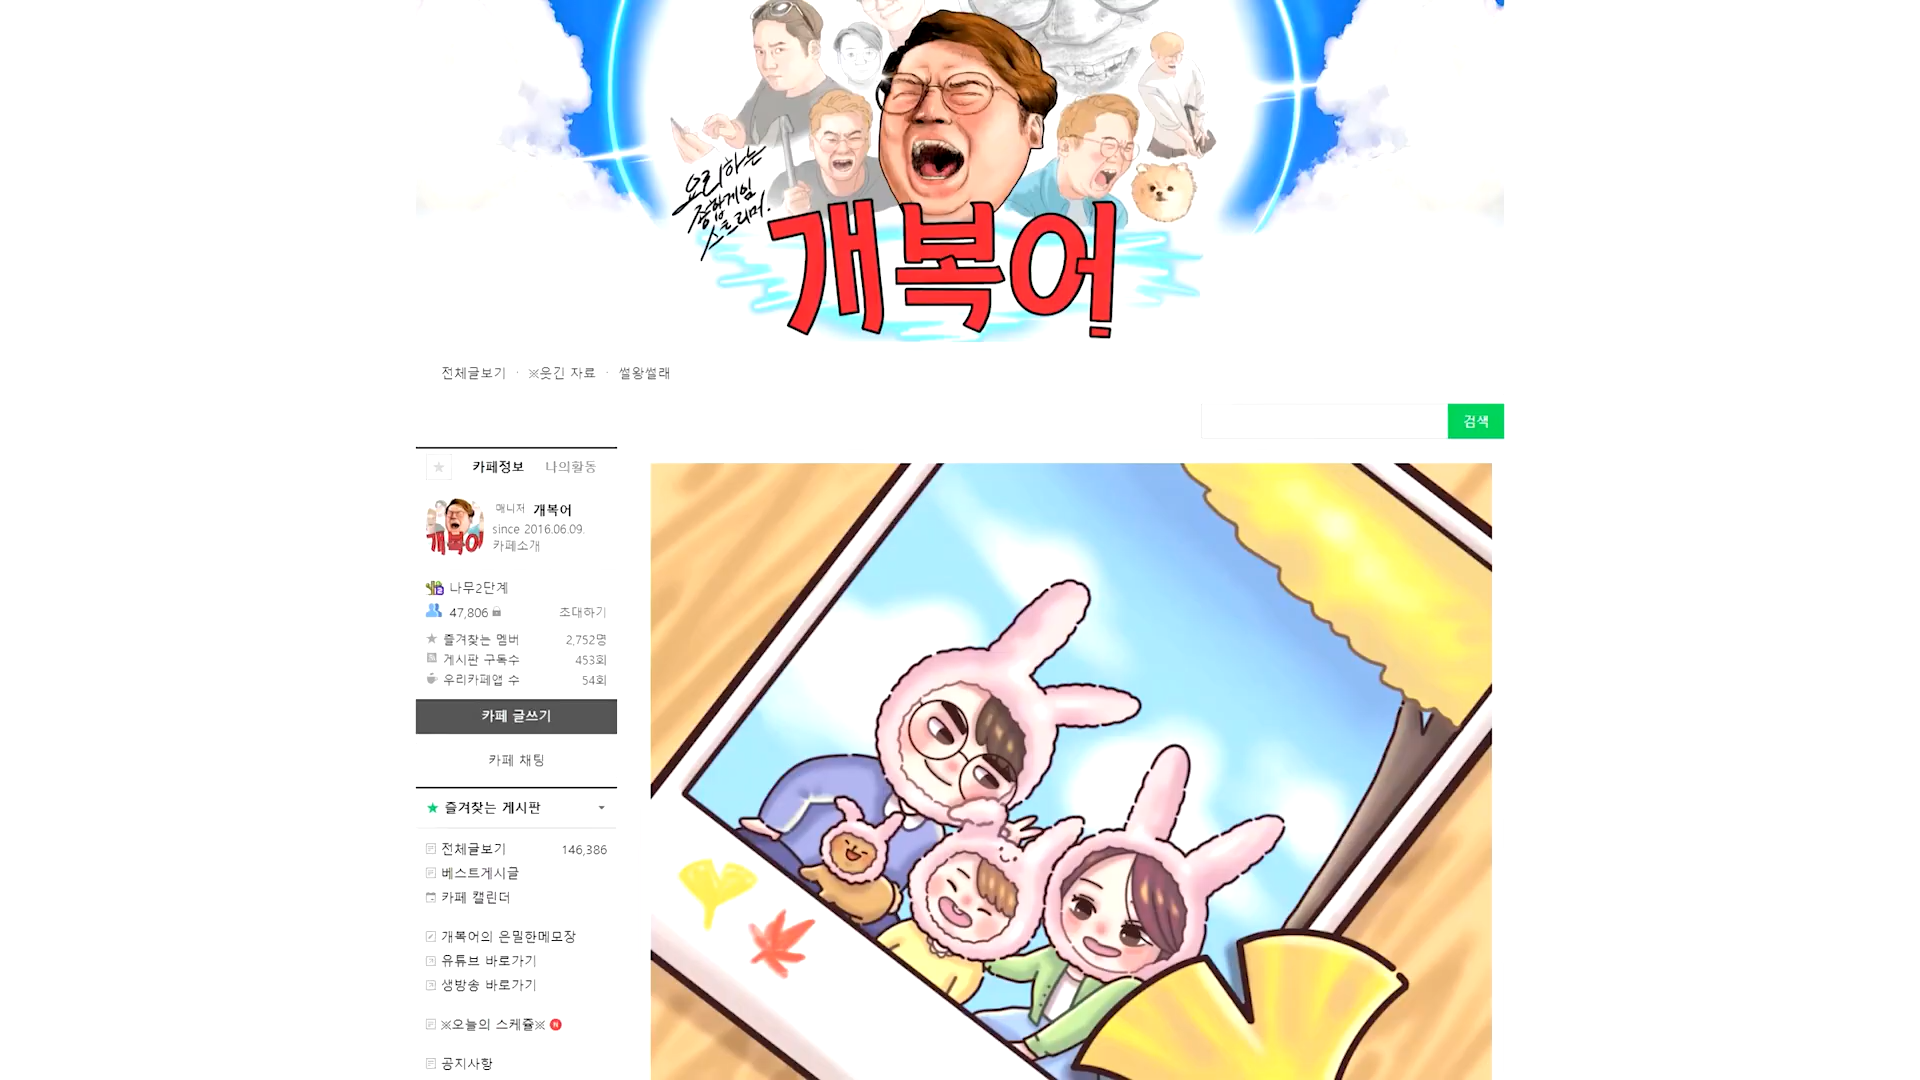 요리하는
종합게임
스트리머.
개복어
전체글보기 · ※웃긴 자료 · 썰왕썰래
검색
카페정보 나의활동
매니저 개복어
since 2016.06.09.
카페소개
개복어
나무2단계
47,806 초대하기
즐겨찾는 멤버 2,752명
게시판 구독수 453회
우리카페앱 수 54회
카페 글쓰기
카페 채팅
즐겨찾는 게시판
전체글보기 146,386
베스트게시글
카페 캘린더
개복어의 은밀한메모장
유튜브 바로가기
생방송 바로가기
※오늘의 스케쥴※ N
공지사항